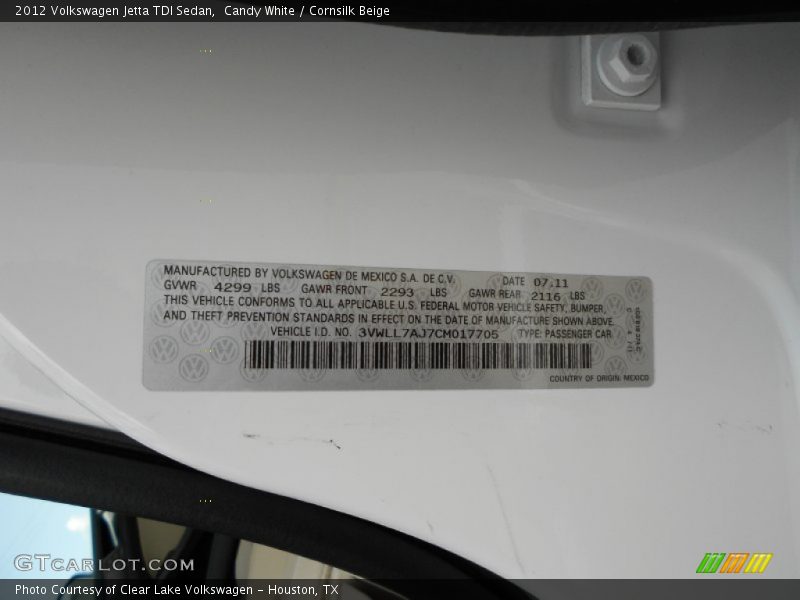 2012 Volkswagen Jetta TDI Sedan,  Candy White / Cornsilk Beige
MANUFACTURED BY VOLKSWAGEN DE MEXICO S.A. DE C.V. DATE 07.11
GVWR 4299 LBS GAWR FRONT 2293 LBS GAWR REAR 2116 LBS
THIS VEHICLE CONFORMS TO ALL APPLICABLE U.S. FEDERAL MOTOR VEHICLE SAFETY, BUMPER,
AND THEFT PREVENTION STANDARDS IN EFFECT ON THE DATE OF MANUFACTURE SHOWN ABOVE.
VEHICLE I.D. NO. 3VWLL7AJ7CM017705 TYPE: PASSENGER CAR
COUNTRY OF ORIGIN: MEXICO
GTCARLOT.COM
Photo Courtesy of Clear Lake Volkswagen – Houston, TX